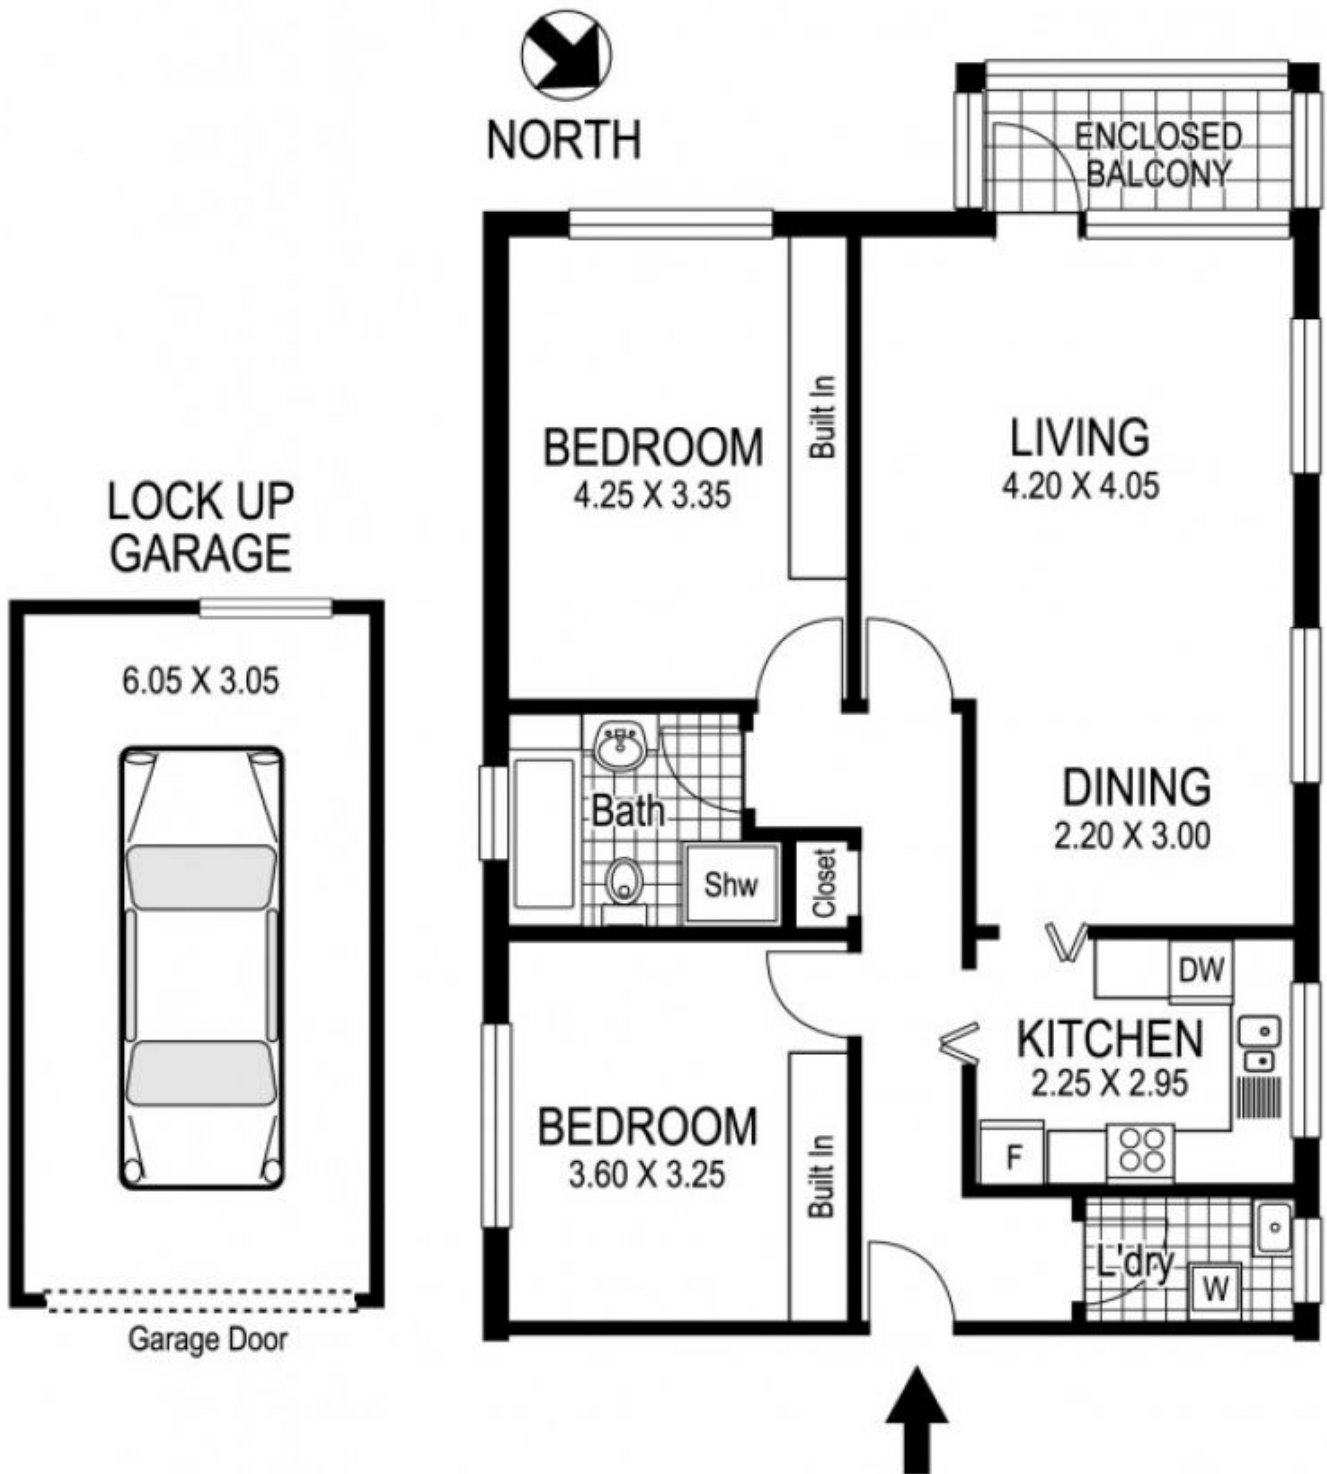 NORTH
ENCLOSED
BALCONY
BEDROOM
4.25 X 3.35
Built In
LIVING
4.20 X 4.05
LOCK UP
GARAGE
6.05 X 3.05
Bath
Shw
Closet
DINING
2.20 X 3.00
DW
KITCHEN
2.25 X 2.95
F
BEDROOM
3.60 X 3.25
Built In
L'dry
W
Garage Door